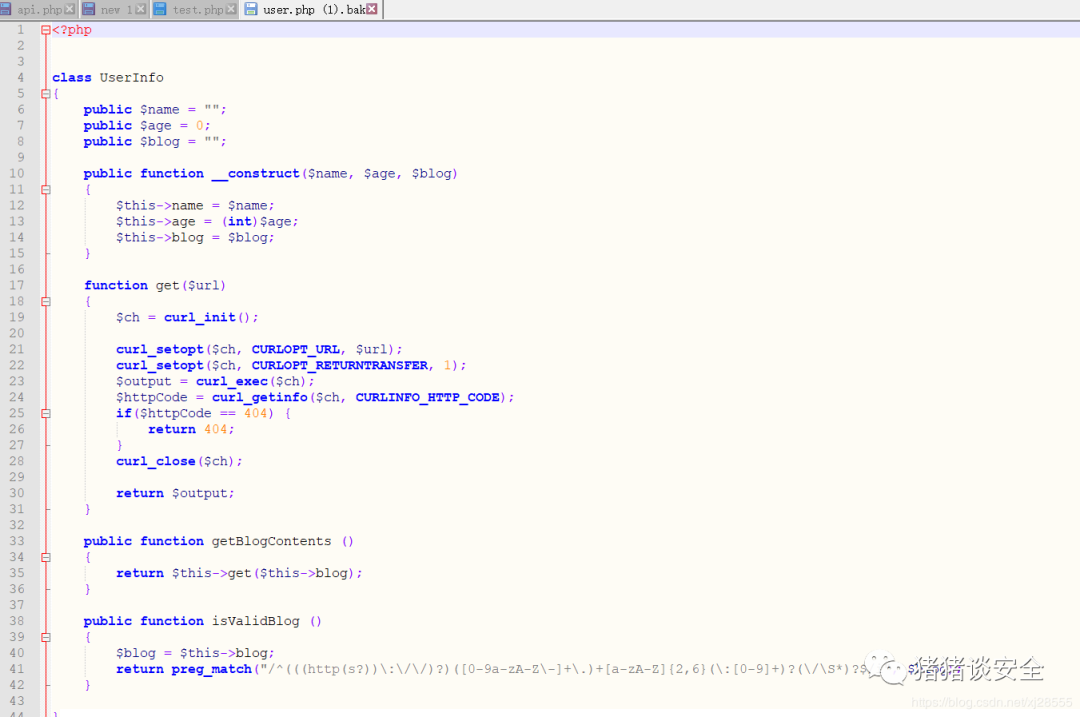 api.php new 1 test.php user.php (1).bak
1 <?php
2
3
4 class UserInfo
5 {
6 public $name = "";
7 public $age = 0;
8 public $blog = "";
9
10 public function __construct($name, $age, $blog)
11 {
12 $this->name = $name;
13 $this->age = (int)$age;
14 $this->blog = $blog;
15 }
16
17 function get($url)
18 {
19 $ch = curl_init();
20
21 curl_setopt($ch, CURLOPT_URL, $url);
22 curl_setopt($ch, CURLOPT_RETURNTRANSFER, 1);
23 $output = curl_exec($ch);
24 $httpCode = curl_getinfo($ch, CURLINFO_HTTP_CODE);
25 if($httpCode == 404) {
26 return 404;
27 }
28 curl_close($ch);
29
30 return $output;
31 }
32
33 public function getBlogContents ()
34 {
35 return $this->get($this->blog);
36 }
37
38 public function isValidBlog ()
39 {
40 $blog = $this->blog;
41 return preg_match("/^(((http(s?))\:\/\/)?)([0-9a-zA-Z\-]+\.)+[a-zA-Z]{2,6}(\:[0-9]+)?(\/\S*)?$
猪猪谈安全
42 }
43
https://blog.csdn.net/xj28555
44 }